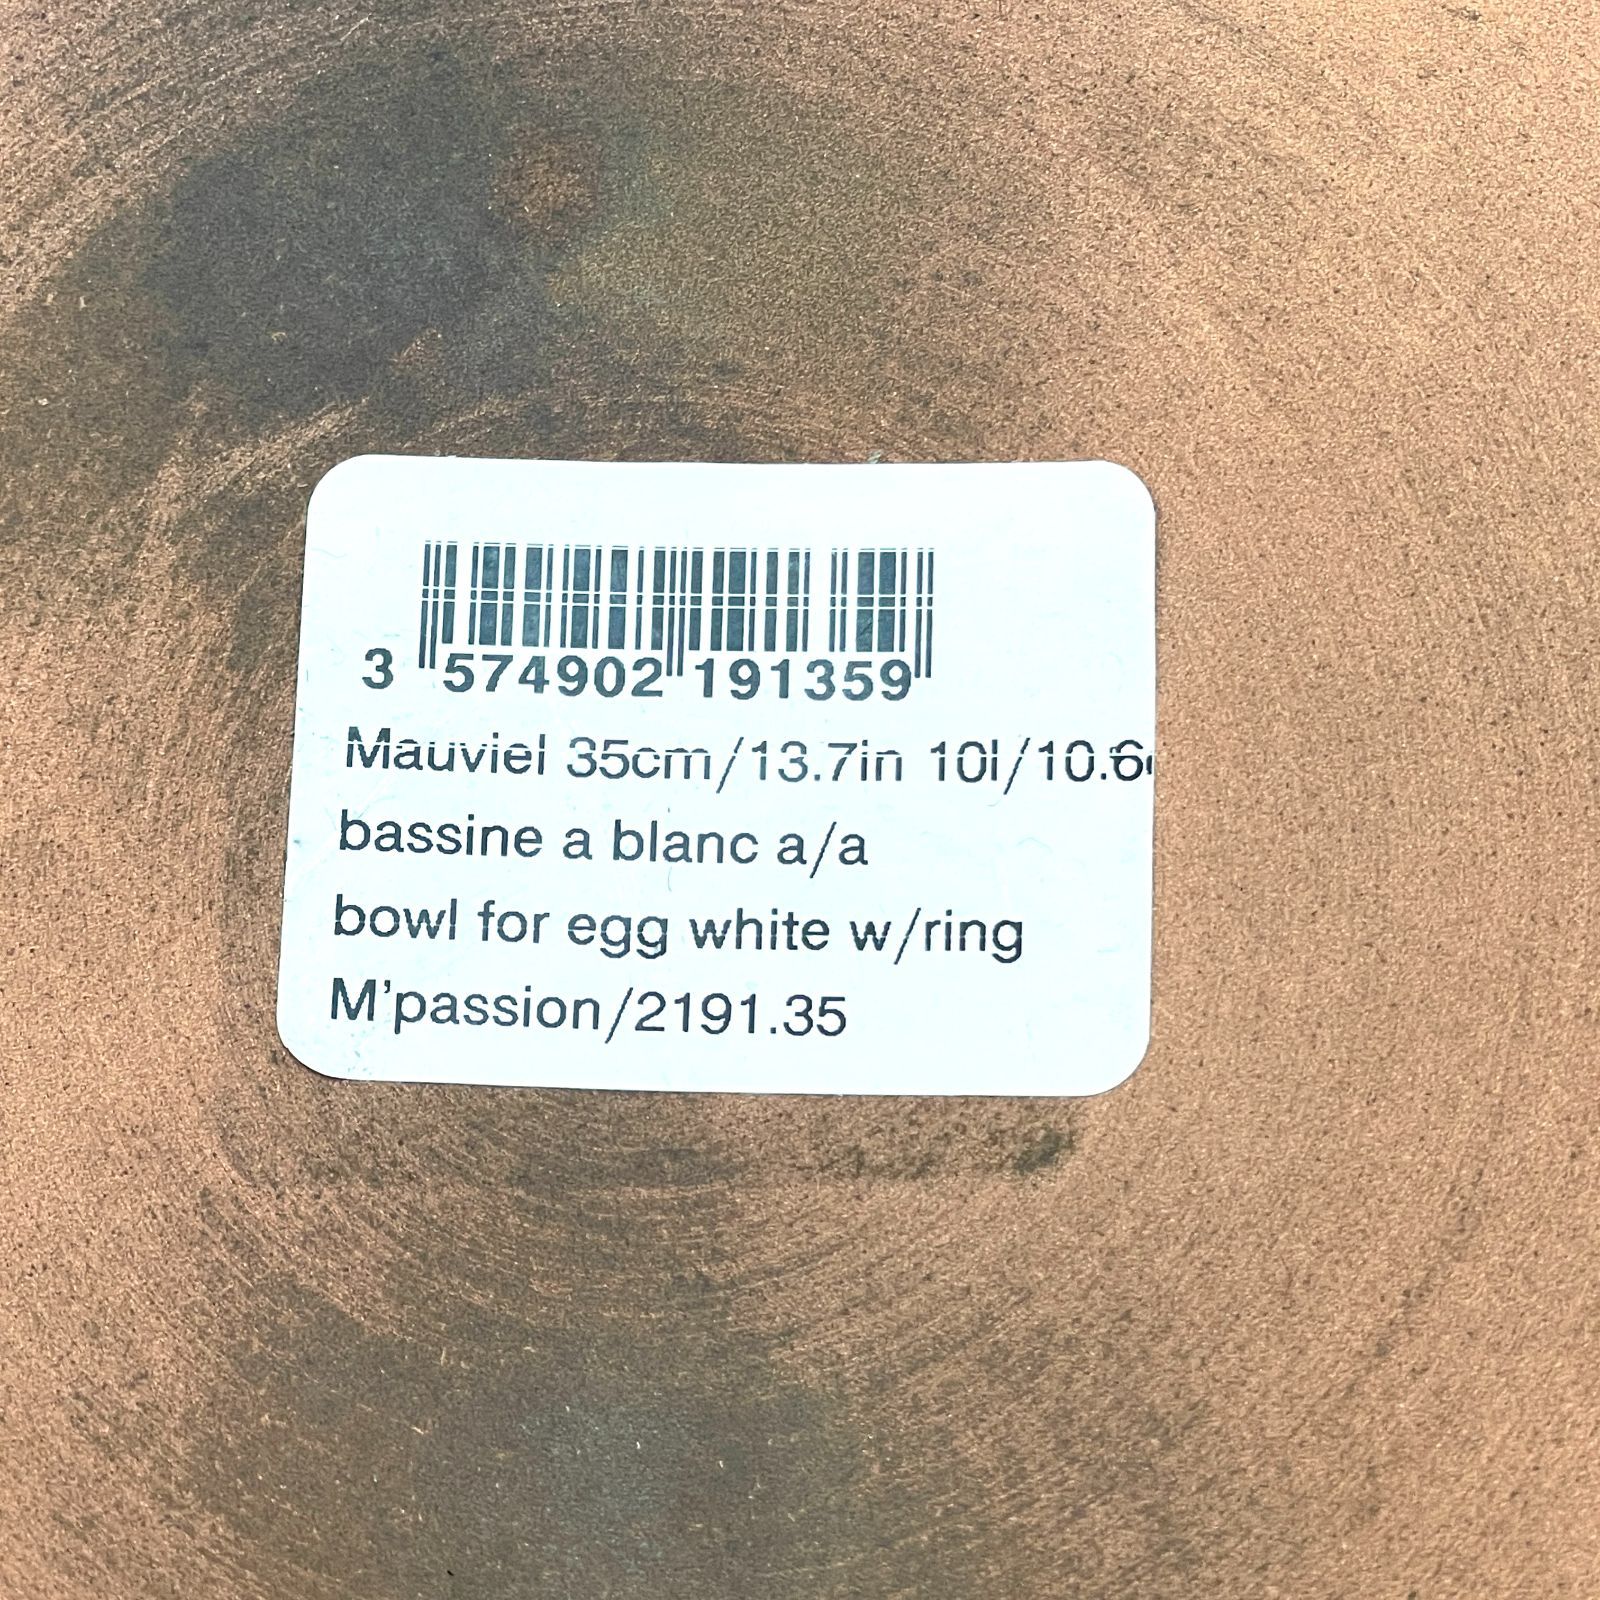 3 574902 191359
Mauviel 35cm/13.7in 10l/10.6
bassine a blanc a/a
bowl for egg white w/ring
M'passion/2191.35